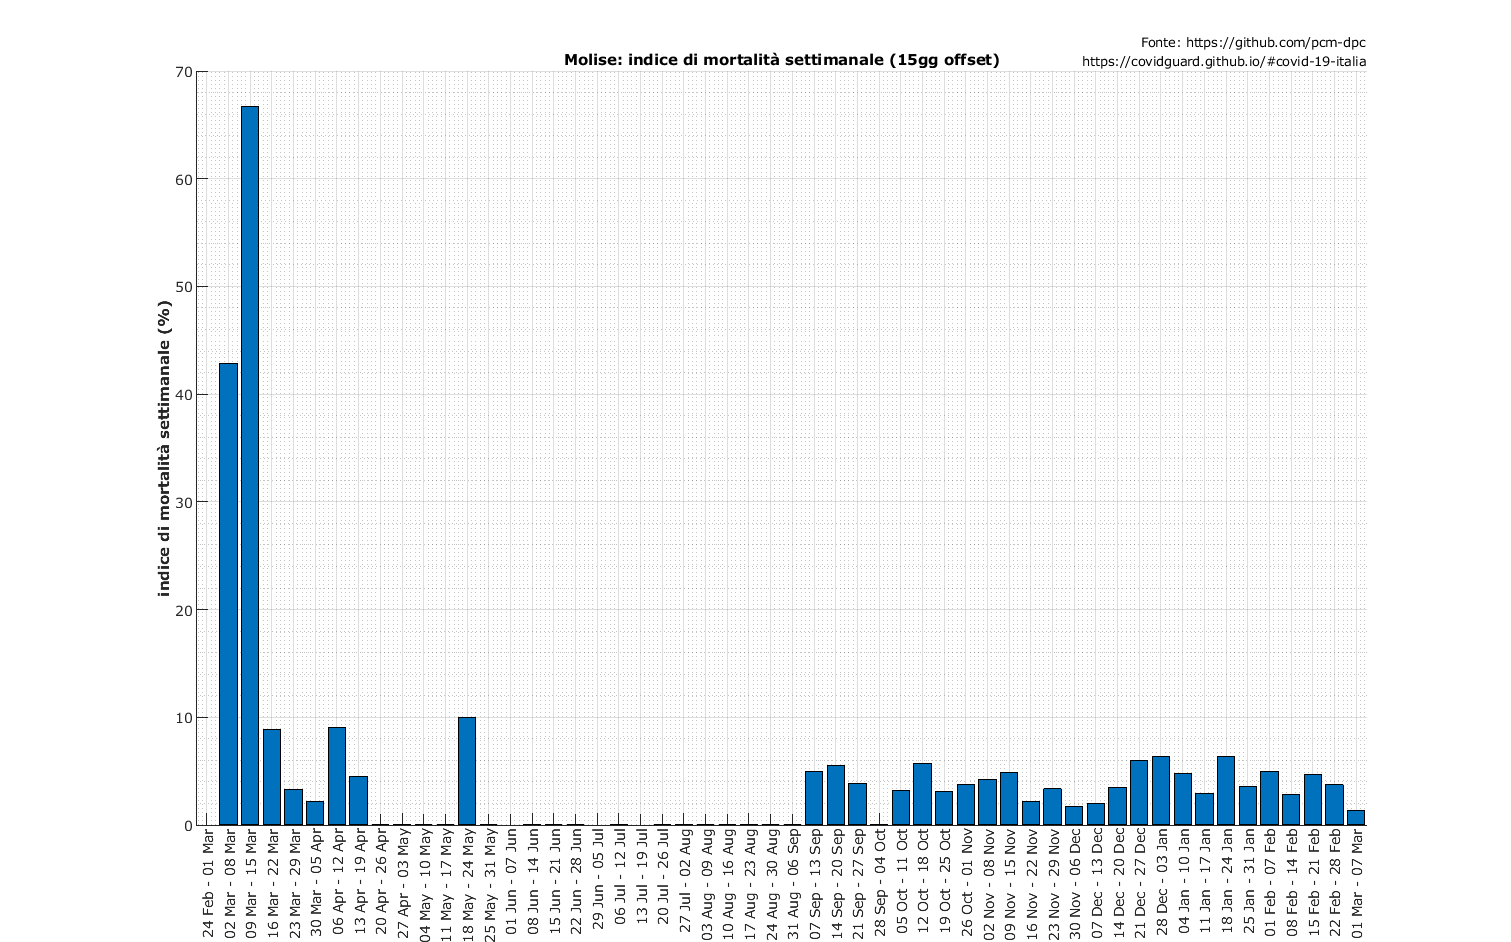 Fonte: https://github.com/pcm-dpc
Molise: indice di mortalità settimanale (15gg offset)
https://covidguard.github.io/#covid-19-italia
indice di mortalità settimanale (%)
70
60
50
40
30
20
10
0
24 Feb - 01 Mar
02 Mar - 08 Mar
09 Mar - 15 Mar
16 Mar - 22 Mar
23 Mar - 29 Mar
30 Mar - 05 Apr
06 Apr - 12 Apr
13 Apr - 19 Apr
20 Apr - 26 Apr
27 Apr - 03 May
04 May - 10 May
11 May - 17 May
18 May - 24 May
25 May - 31 May
01 Jun - 07 Jun
08 Jun - 14 Jun
15 Jun - 21 Jun
22 Jun - 28 Jun
29 Jun - 05 Jul
06 Jul - 12 Jul
13 Jul - 19 Jul
20 Jul - 26 Jul
27 Jul - 02 Aug
03 Aug - 09 Aug
10 Aug - 16 Aug
17 Aug - 23 Aug
24 Aug - 30 Aug
31 Aug - 06 Sep
07 Sep - 13 Sep
14 Sep - 20 Sep
21 Sep - 27 Sep
28 Sep - 04 Oct
05 Oct - 11 Oct
12 Oct - 18 Oct
19 Oct - 25 Oct
26 Oct - 01 Nov
02 Nov - 08 Nov
09 Nov - 15 Nov
16 Nov - 22 Nov
23 Nov - 29 Nov
30 Nov - 06 Dec
07 Dec - 13 Dec
14 Dec - 20 Dec
21 Dec - 27 Dec
28 Dec - 03 Jan
04 Jan - 10 Jan
11 Jan - 17 Jan
18 Jan - 24 Jan
25 Jan - 31 Jan
01 Feb - 07 Feb
08 Feb - 14 Feb
15 Feb - 21 Feb
22 Feb - 28 Feb
01 Mar - 07 Mar